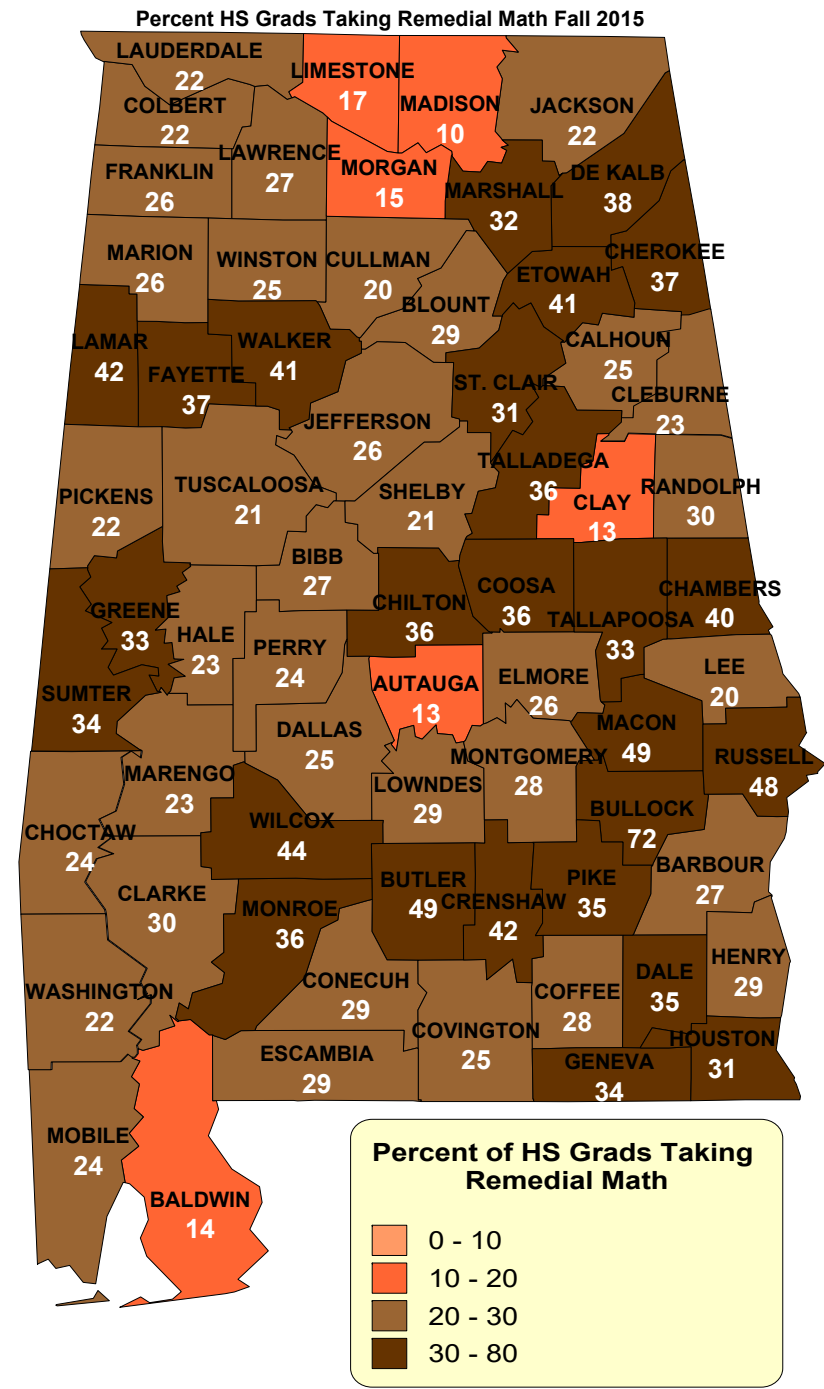 Percent HS Grads Taking Remedial Math Fall 2015
LAUDERDALE
22
LIMESTONE
17
MADISON
10
JACKSON
22
COLBERT
22
LAWRENCE
27
FRANKLIN
26
MORGAN
15
MARSHALL
32
DE KALB
38
CHEROKEE
37
MARION
26
WINSTON
25
CULLMAN
20
BLOUNT
29
ETOWAH
41
LAMAR
42
FAYETTE
37
WALKER
41
CALHOUN
25
ST. CLAIR
31
CLEBURNE
23
JEFFERSON
26
TALLADEGA
36
CLAY
13
RANDOLPH
30
PICKENS
22
TUSCALOOSA
21
SHELBY
21
BIBB
27
COOSA
36
CHAMBERS
40
GREENE
33
HALE
23
PERRY
24
CHILTON
36
TALLAPOOSA
33
LEE
20
SUMTER
34
AUTAUGA
13
ELMORE
26
MARENGO
23
DALLAS
25
MACON
49
RUSSELL
48
LOWNDES
29
MONTGOMERY
28
BULLOCK
72
CHOCTAW
24
WILCOX
44
BARBOUR
27
CLARKE
30
MONROE
36
BUTLER
49
CRENSHAW
42
PIKE
35
WASHINGTON
22
CONECUH
29
COVINGTON
25
COFFEE
28
DALE
35
HENRY
29
ESCAMBIA
29
GENEVA
34
HOUSTON
31
MOBILE
24
BALDWIN
14
Percent of HS Grads Taking
Remedial Math
0 - 10
10 - 20
20 - 30
30 - 80